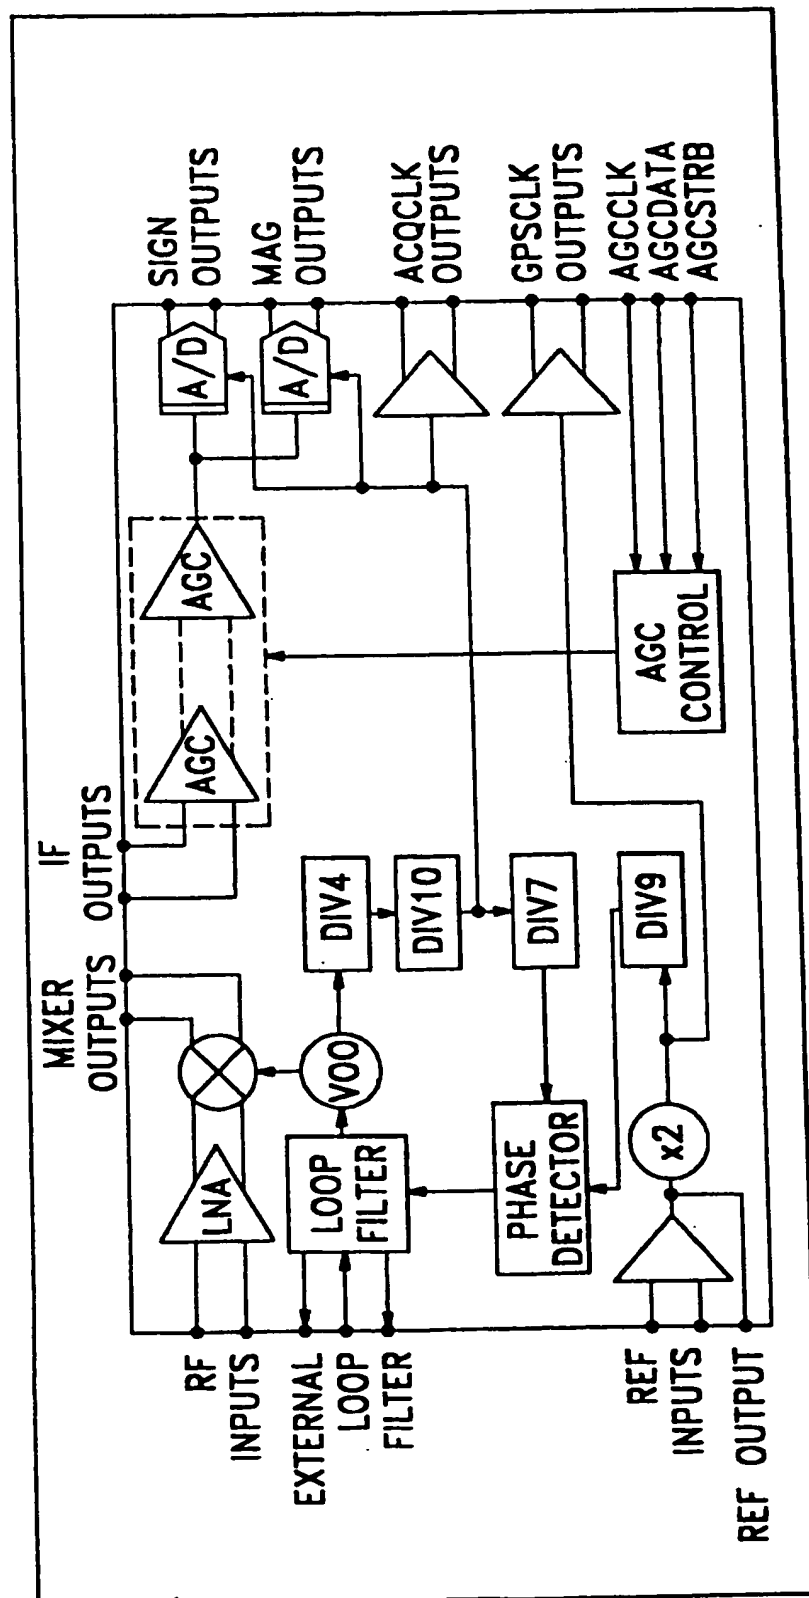 MIXER
OUTPUTS
IF
OUTPUTS
RF
INPUTS
EXTERNAL
LOOP
FILTER
REF
INPUTS
REF OUTPUT
LNA
LOOP
FILTER
VOO
PHASE
DETECTOR
x2
DIV4
DIV10
DIV7
DIV9
AGC
AGC
AGC
CONTROL
A/D
A/D
SIGN
OUTPUTS
MAG
OUTPUTS
ACQCLK
OUTPUTS
GPSCLK
OUTPUTS
AGCCLK
AGCDATA
AGCSTRB